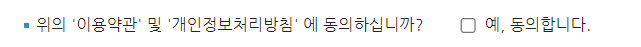 ▪ 위의 '이용약관' 및 '개인정보처리방침' 에 동의하십니까? □ 예, 동의합니다.